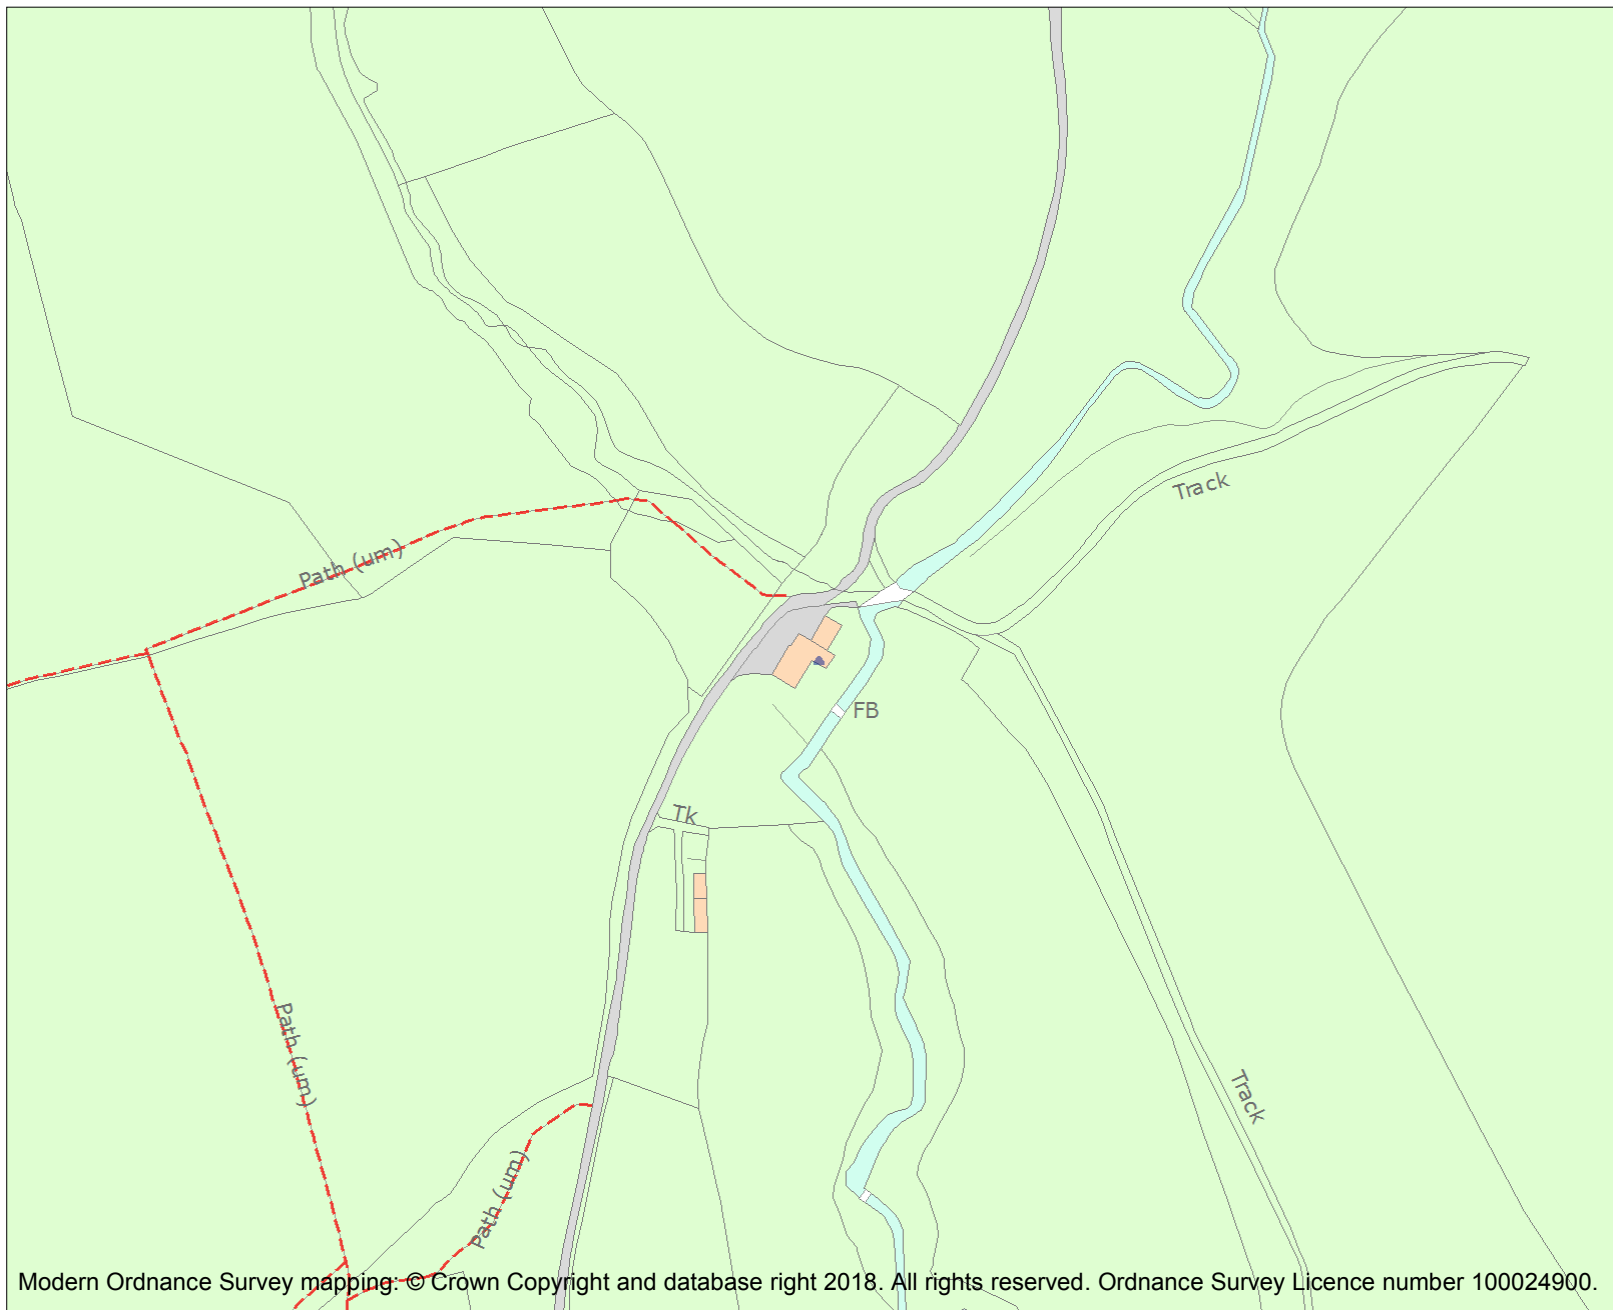 Track
Path (um)
FB
Tk
Path (um)
Track
Path (um)
Modern Ordnance Survey mapping: © Crown Copyright and database right 2018. All rights reserved. Ordnance Survey Licence number 100024900.